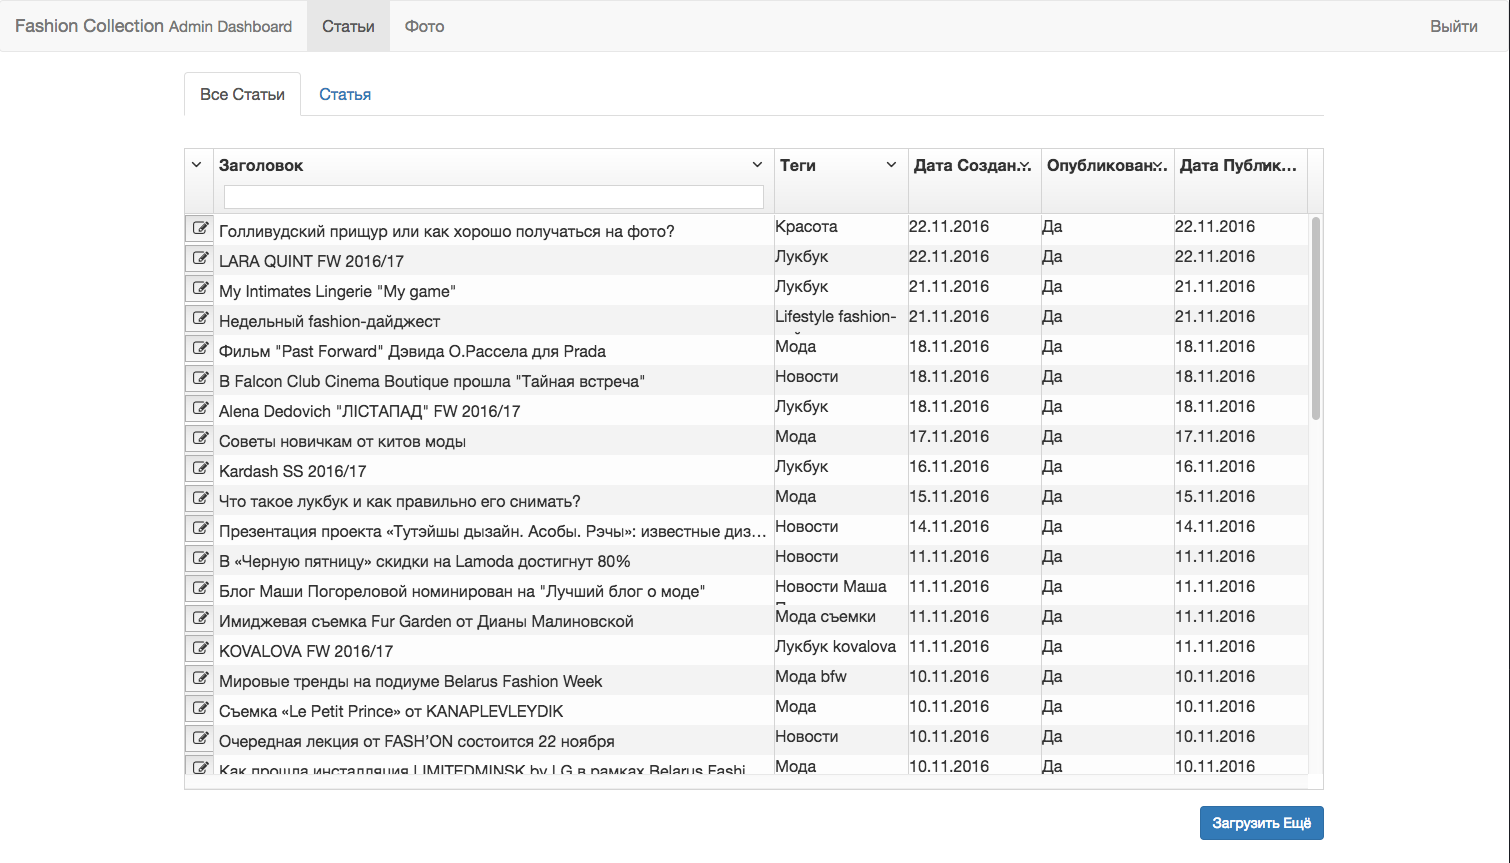 Fashion Collection Admin Dashboard Статьи Фото Выйти
Все Статьи Статья
Заголовок Теги Дата Создан... Опубликован... Дата Публик...
Голливудский прищур или как хорошо получаться на фото? Красота 22.11.2016 Да 22.11.2016
LARA QUINT FW 2016/17 Лукбук 22.11.2016 Да 22.11.2016
My Intimates Lingerie "My game" Лукбук 21.11.2016 Да 21.11.2016
Недельный fashion-дайджест Lifestyle fashion- 21.11.2016 Да 21.11.2016
Фильм "Past Forward" Дэвида О.Рассела для Prada Мода 18.11.2016 Да 18.11.2016
В Falcon Club Cinema Boutique прошла "Тайная встреча" Новости 18.11.2016 Да 18.11.2016
Alena Dedovich "ЛІСТАПАД" FW 2016/17 Лукбук 18.11.2016 Да 18.11.2016
Советы новичкам от китов моды Мода 17.11.2016 Да 17.11.2016
Kardash SS 2016/17 Лукбук 16.11.2016 Да 16.11.2016
Что такое лукбук и как правильно его снимать? Мода 15.11.2016 Да 15.11.2016
Презентация проекта «Тутэйшы дызайн. Асобы. Рэчы»: известные диз... Новости 14.11.2016 Да 14.11.2016
В «Черную пятницу» скидки на Lamoda достигнут 80% Новости 11.11.2016 Да 11.11.2016
Блог Маши Погореловой номинирован на "Лучший блог о моде" Новости Маша 11.11.2016 Да 11.11.2016
Имиджевая съемка Fur Garden от Дианы Малиновской Мода съемки 11.11.2016 Да 11.11.2016
KOVALOVA FW 2016/17 Лукбук kovalova 11.11.2016 Да 11.11.2016
Мировые тренды на подиуме Belarus Fashion Week Мода bfw 10.11.2016 Да 10.11.2016
Съемка «Le Petit Prince» от KANAPLEVLEYDIK Мода 10.11.2016 Да 10.11.2016
Очередная лекция от FASH'ON состоится 22 ноября Новости 10.11.2016 Да 10.11.2016
Как прошла инсталляция LIMITEDMINSK by LG в рамках Belarus Fashi Мода 10.11.2016 Да 10.11.2016
Загрузить Ещё